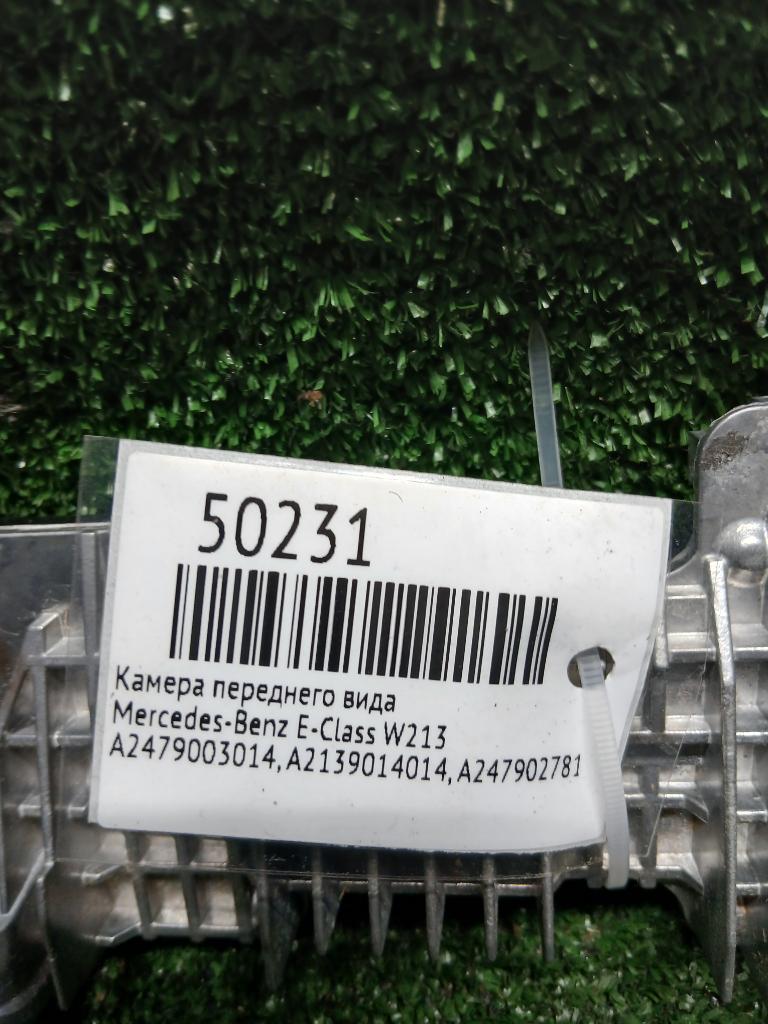 50231
Камера переднего вида
Mercedes-Benz E-Class W213
A2479003014, A2139014014, A247902781